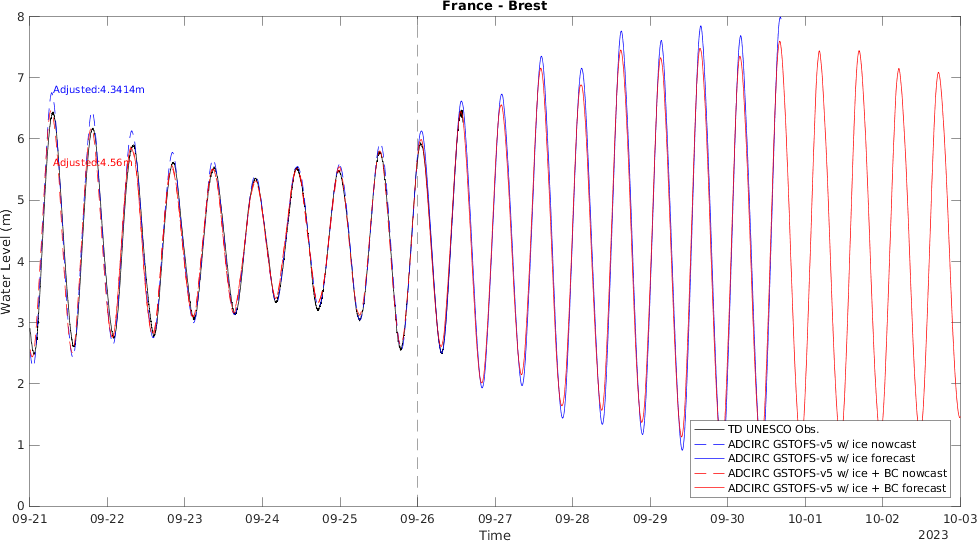 France - Brest
8
7
6
5
4
3
2
1
0
Water Level (m)
Adjusted:4.3414m
Adjusted:4.56m
TD UNESCO Obs.
ADCIRC GSTOFS-v5 w/ ice nowcast
ADCIRC GSTOFS-v5 w/ ice forecast
ADCIRC GSTOFS-v5 w/ ice + BC nowcast
ADCIRC GSTOFS-v5 w/ ice + BC forecast
09-21 09-22 09-23 09-24 09-25 09-26 09-27 09-28 09-29 09-30 10-01 10-02 10-03
Time
2023